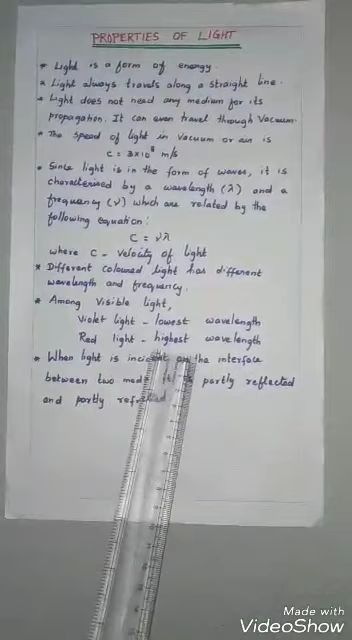 PROPERTIES OF LIGHT
* Light is a form of energy.
* Light always travels along a straight line.
* Light does not need any medium for its
propagation. It can even travel through vacuum.
* The speed of light in vacuum or air is
c = 3x10⁸ m/s
* Since light is in the form of waves, it is
characterised by a wavelength (λ) and a
frequency (ν) which are related by the
following equation:
C = νλ
where C - velocity of light
* Different coloured light has different
wavelength and frequency.
* Among visible light,
Violet light - lowest wavelength
Red light - highest wavelength
* When light is incident on the interface
between two partly reflected
and partly
Made with
VideoShow